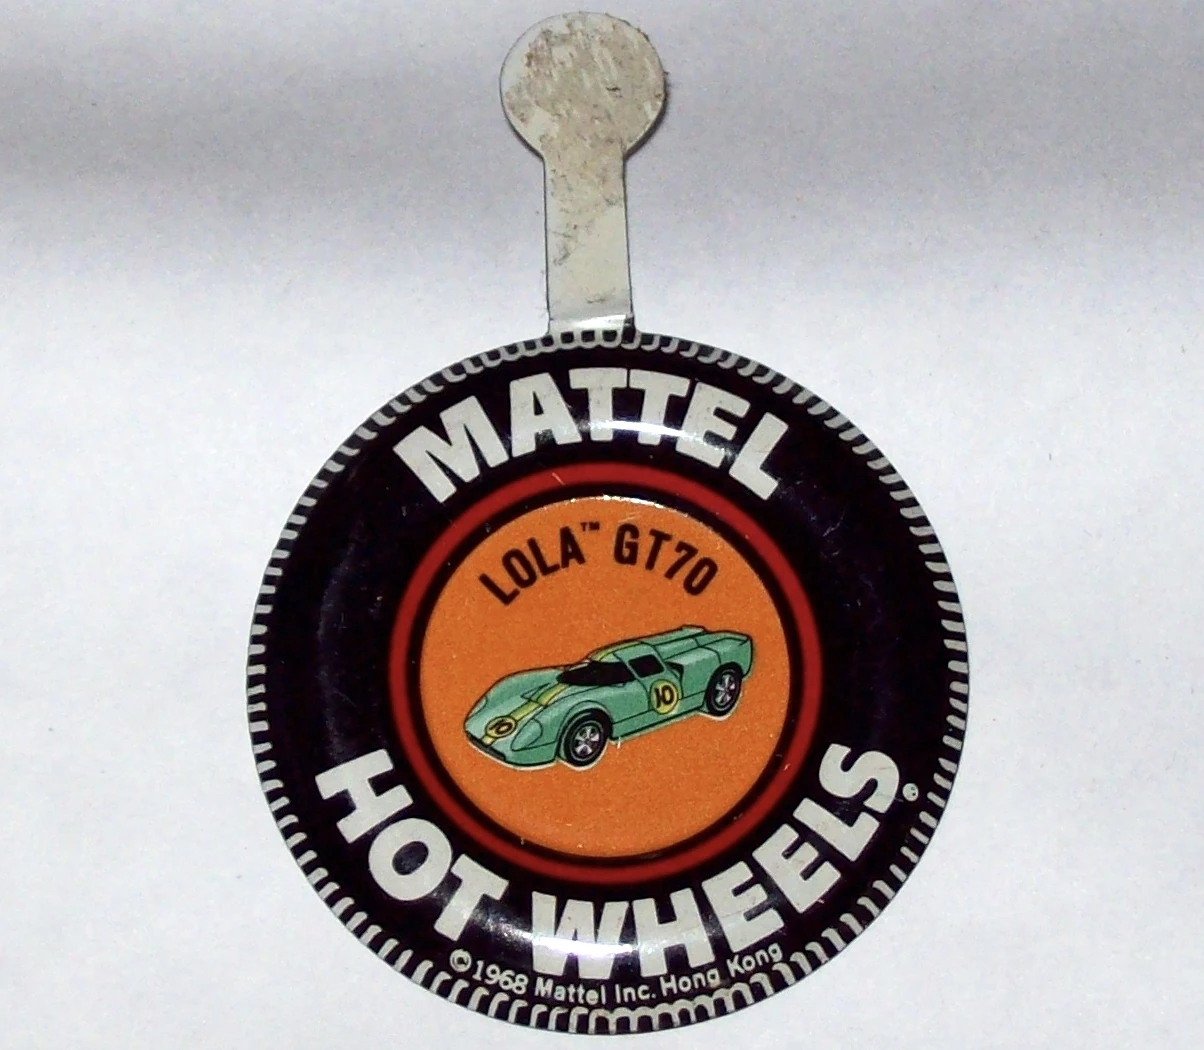 MATTEL
LOLA™ GT70
10
10
HOT WHEELS®
©1968 Mattel Inc. Hong Kong